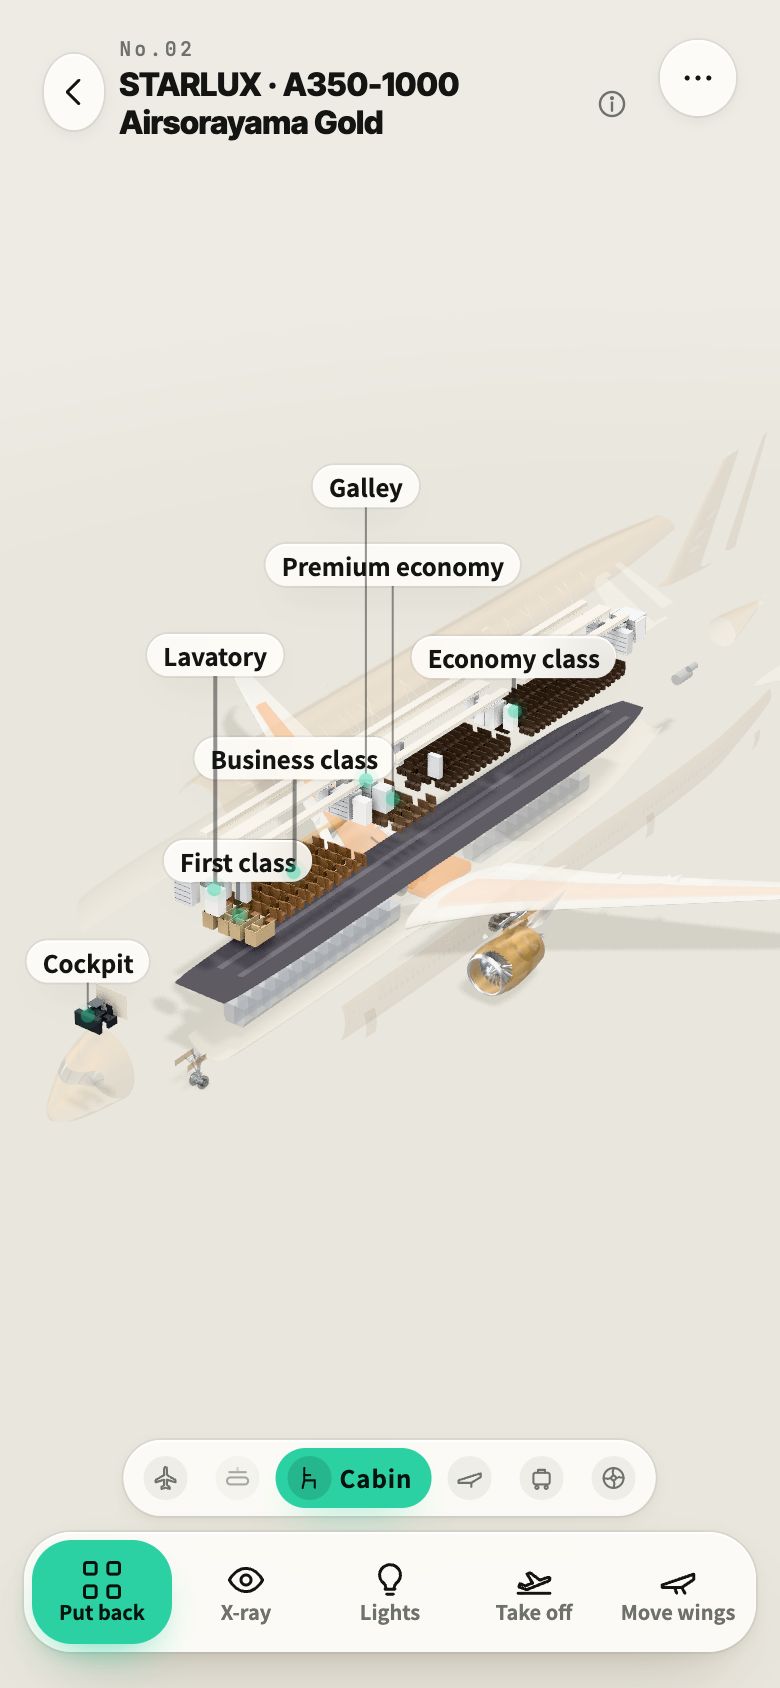 No.02
STARLUX · A350-1000
Airsorayama Gold
Galley
Premium economy
Lavatory
Economy class
Business class
First class
Cockpit
Cabin
Put back
X-ray
Lights
Take off
Move wings